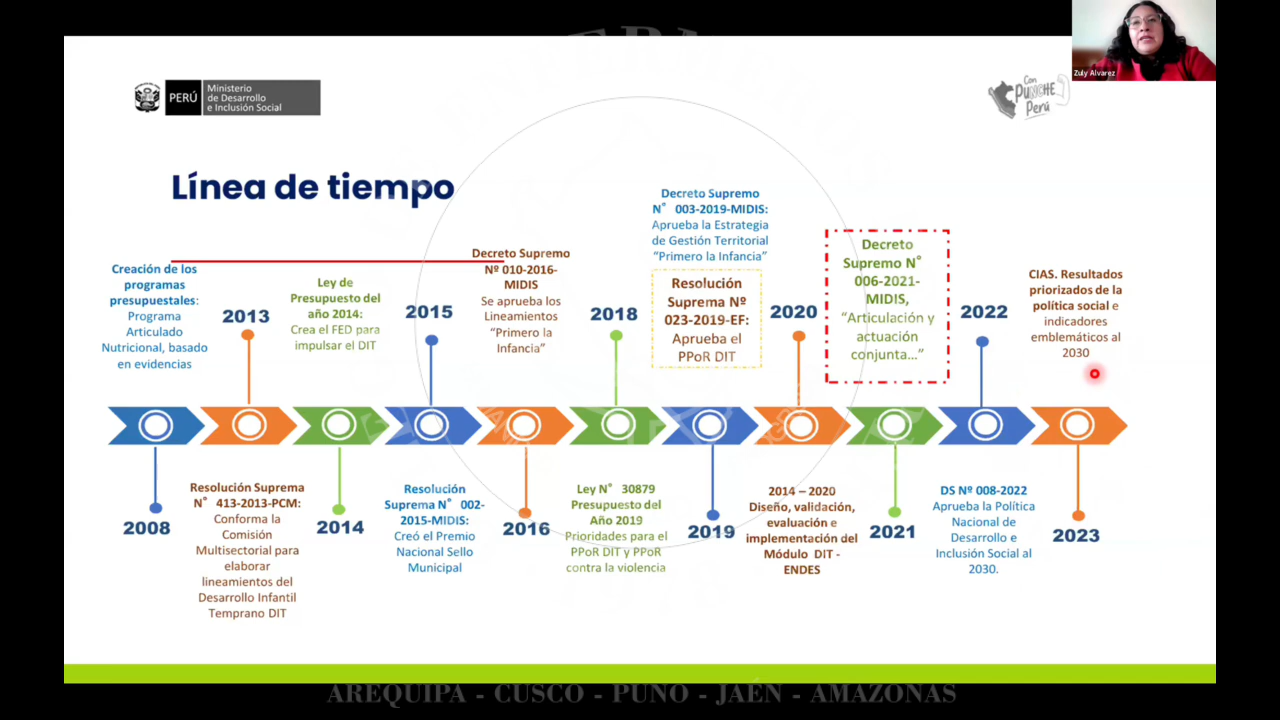 Zuly Alvarez
PERÚ
Ministerio
de Desarrollo
e Inclusión Social
Con
PUNCHE
Perú
Línea de tiempo
Creación de los
programas
presupuestales:
Programa
Articulado
Nutricional, basado
en evidencias
2008
2013
Resolución Suprema
N° 413-2013-PCM:
Conforma la
Comisión
Multisectorial para
elaborar
lineamientos del
Desarrollo Infantil
Temprano DIT
Ley de
Presupuesto del
año 2014:
Crea el FED para
impulsar el DIT
2014
2015
Resolución
Suprema N° 002-
2015-MIDIS:
Creó el Premio
Nacional Sello
Municipal
Decreto Supremo
Nº 010-2016-
MIDIS
Se aprueba los
Lineamientos
“Primero la
Infancia”
2016
2018
Ley N° 30879
Presupuesto del
Año 2019
Prioridades para el
PPoR DIT y PPoR
contra la violencia
Decreto Supremo
N° 003-2019-MIDIS:
Aprueba la Estrategia
de Gestión Territorial
“Primero la Infancia”
Resolución
Suprema Nº
023-2019-EF:
Aprueba el
PPoR DIT
2019
2020
2014 – 2020
Diseño, validación,
evaluación e
implementación del
Módulo DIT -
ENDES
Decreto
Supremo N°
006-2021-
MIDIS,
“Articulación y
actuación
conjunta...”
2021
2022
DS Nº 008-2022
Aprueba la Política
Nacional de
Desarrollo e
Inclusión Social al
2030.
CIAS. Resultados
priorizados de la
política social e
indicadores
emblemáticos al
2030
2023
AREQUIPA - CUSCO - PUNO - JAÉN - AMAZONAS